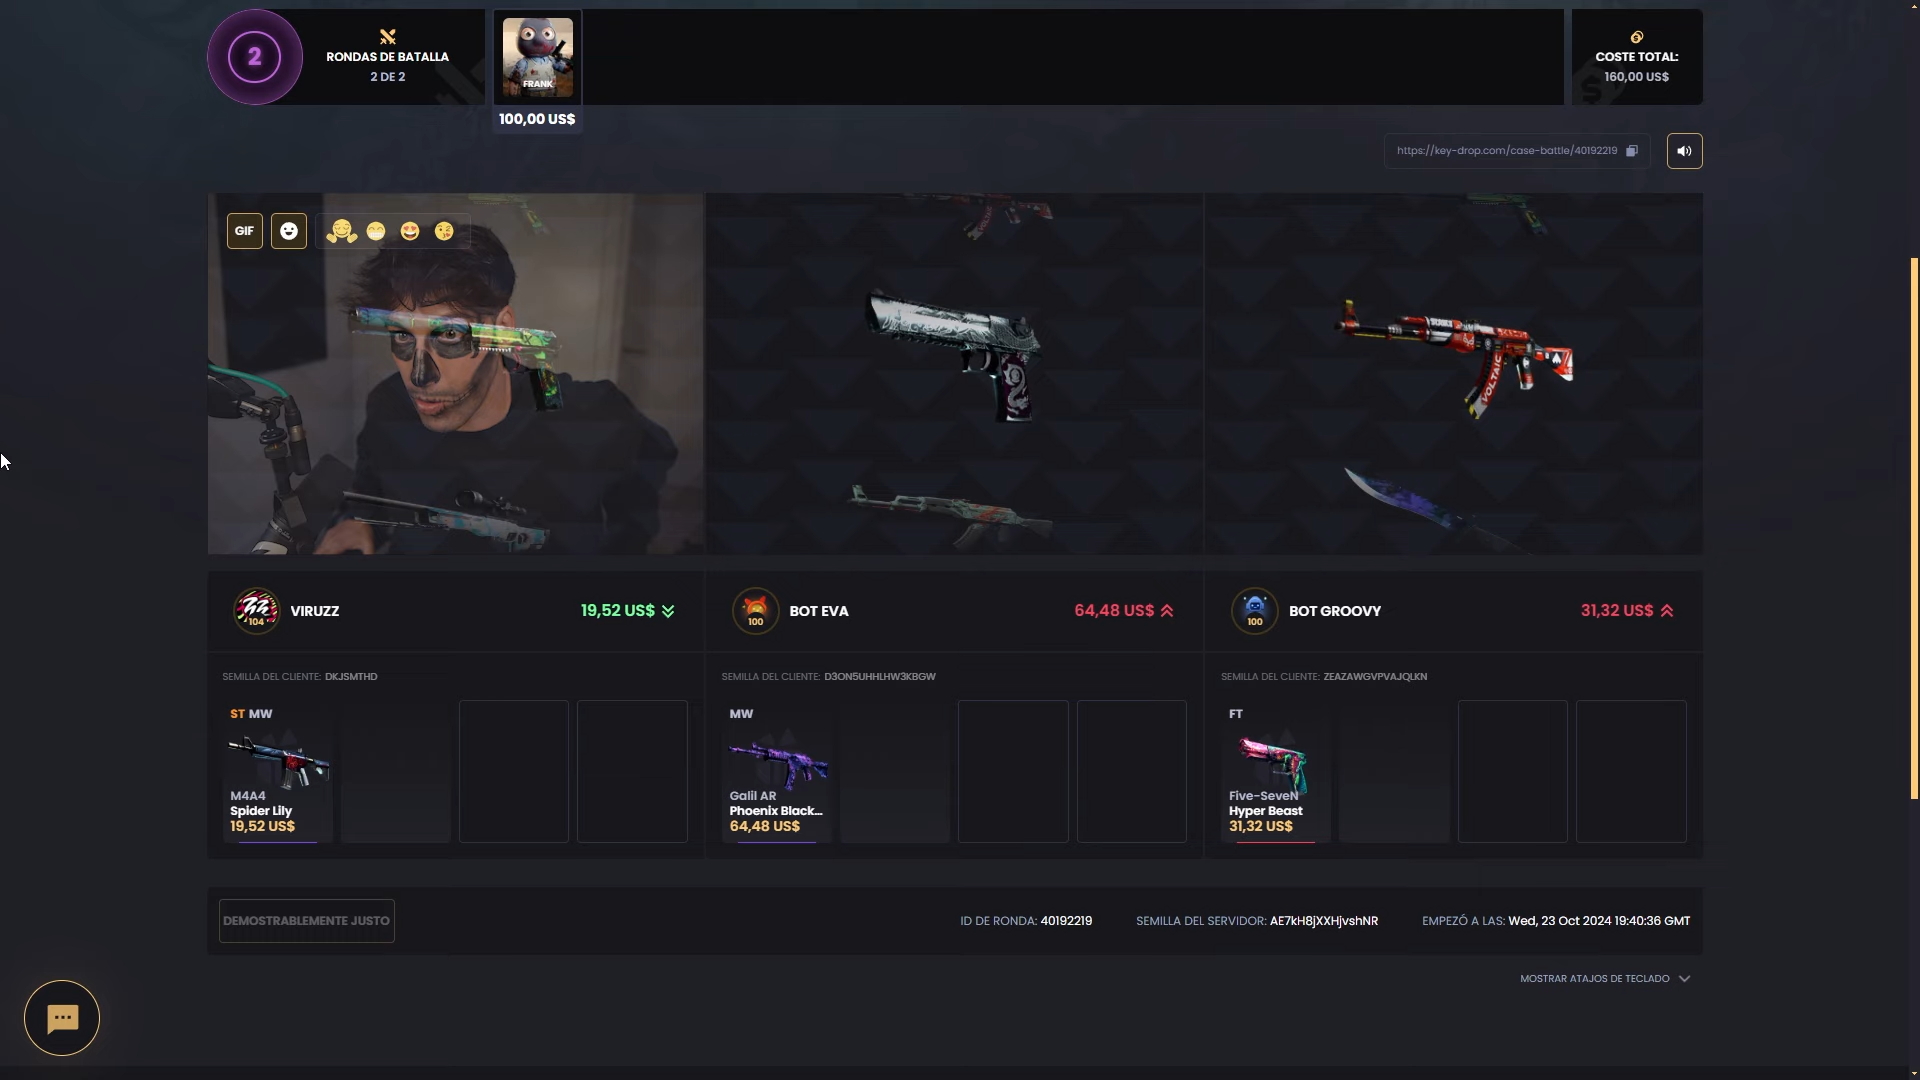 2
RONDAS DE BATALLA
2 DE 2
FRANK
100,00 US$
COSTE TOTAL:
160,00 US$
https://key-drop.com/case-battle/40192219
GIF
VOLTAIC
104
VIRUZZ
19,52 US$
100
BOT EVA
64,48 US$
100
BOT GROOVY
31,32 US$
SEMILLA DEL CLIENTE: DKJSMTHD
SEMILLA DEL CLIENTE: D3ON5UHHLHW3KBGW
SEMILLA DEL CLIENTE: ZEAZAWGVPVAJQLKN
ST MW
M4A4
Spider Lily
19,52 US$
MW
Galil AR
Phoenix Black...
64,48 US$
FT
Five-SeveN
Hyper Beast
31,32 US$
DEMOSTRABLEMENTE JUSTO
ID DE RONDA: 40192219
SEMILLA DEL SERVIDOR: AE7kH8jXXHjvshNR
EMPEZÓ A LAS: Wed, 23 Oct 2024 19:40:36 GMT
MOSTRAR ATAJOS DE TECLADO